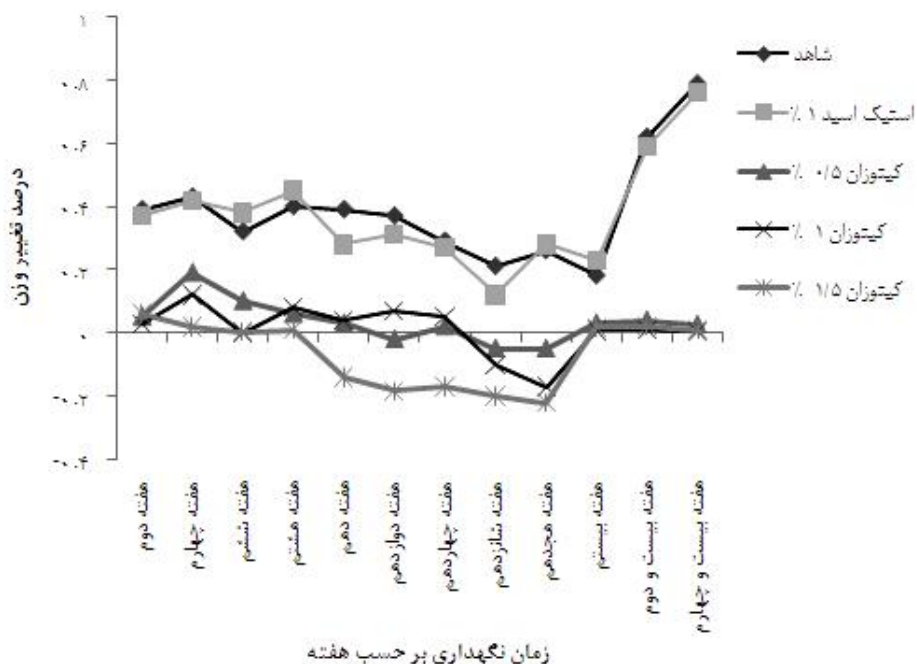 ۱
۰.۸
۰.۶
۰.۴
۰.۲
۰
-۰.۲
-۰.۴
درصد تغییر وزن
شاهد
استیک اسید ۱ ٪
کیتوزان ۰/۵ ٪
کیتوزان ۱ ٪
کیتوزان ۱/۵ ٪
هفته دوم
هفته چهارم
هفته ششم
هفته هشتم
هفته دهم
هفته دوازدهم
هفته چهاردهم
هفته شانزدهم
هفته هجدهم
هفته بیستم
هفته بیست و دوم
هفته بیست و چهارم
زمان نگهداری بر حسب هفته